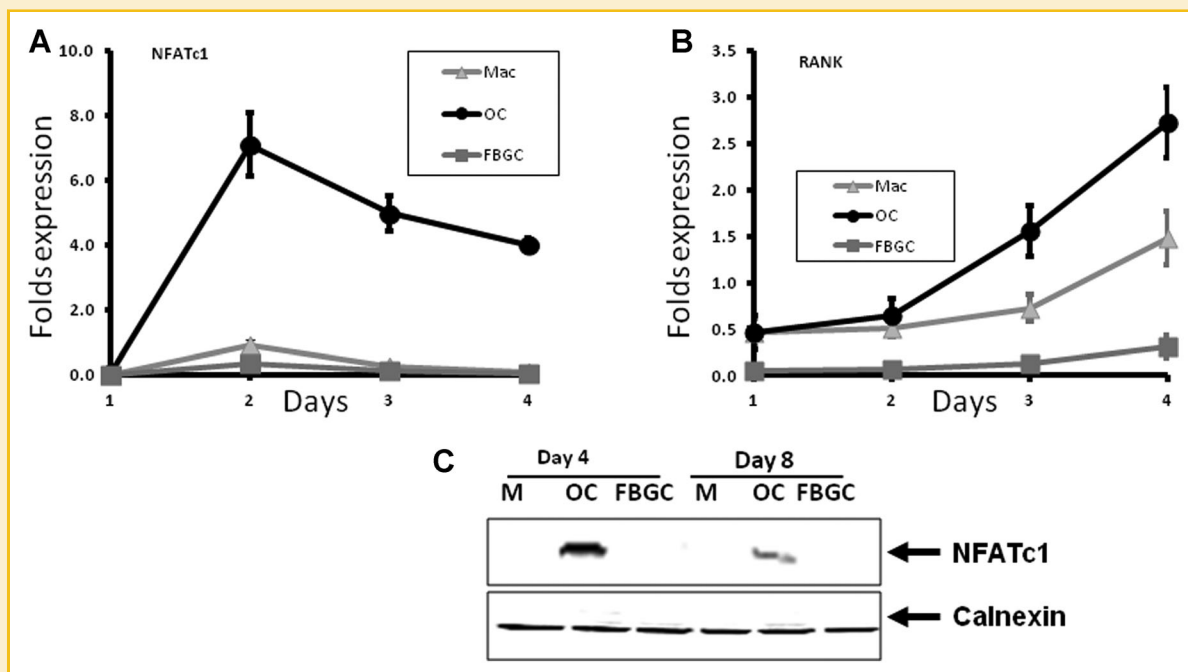 A
NFATc1
10.0
8.0
6.0
4.0
2.0
0.0
Folds expression
Mac
OC
FBGC
1 2 3 4
Days
B
RANK
3.5
3.0
2.5
2.0
1.5
1.0
0.5
0.0
Folds expression
Mac
OC
FBGC
1 2 3 4
Days
C
Day 4 Day 8
M OC FBGC M OC FBGC
NFATc1
Calnexin